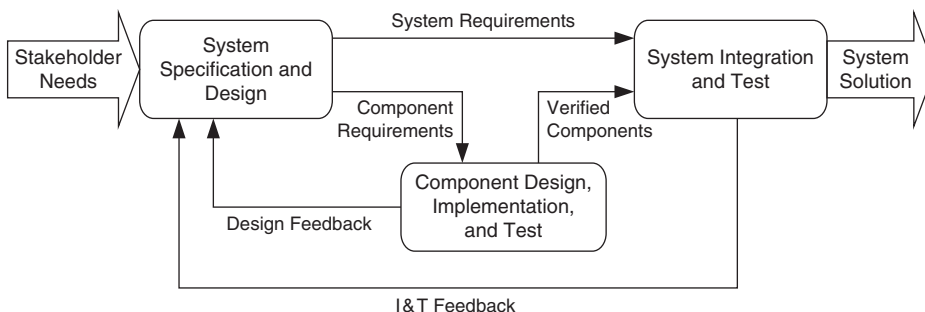 System Requirements
Stakeholder
Needs
System
Specification and
Design
System Integration
and Test
System
Solution
Component
Requirements
Verified
Components
Component Design,
Implementation,
and Test
Design Feedback
I&T Feedback